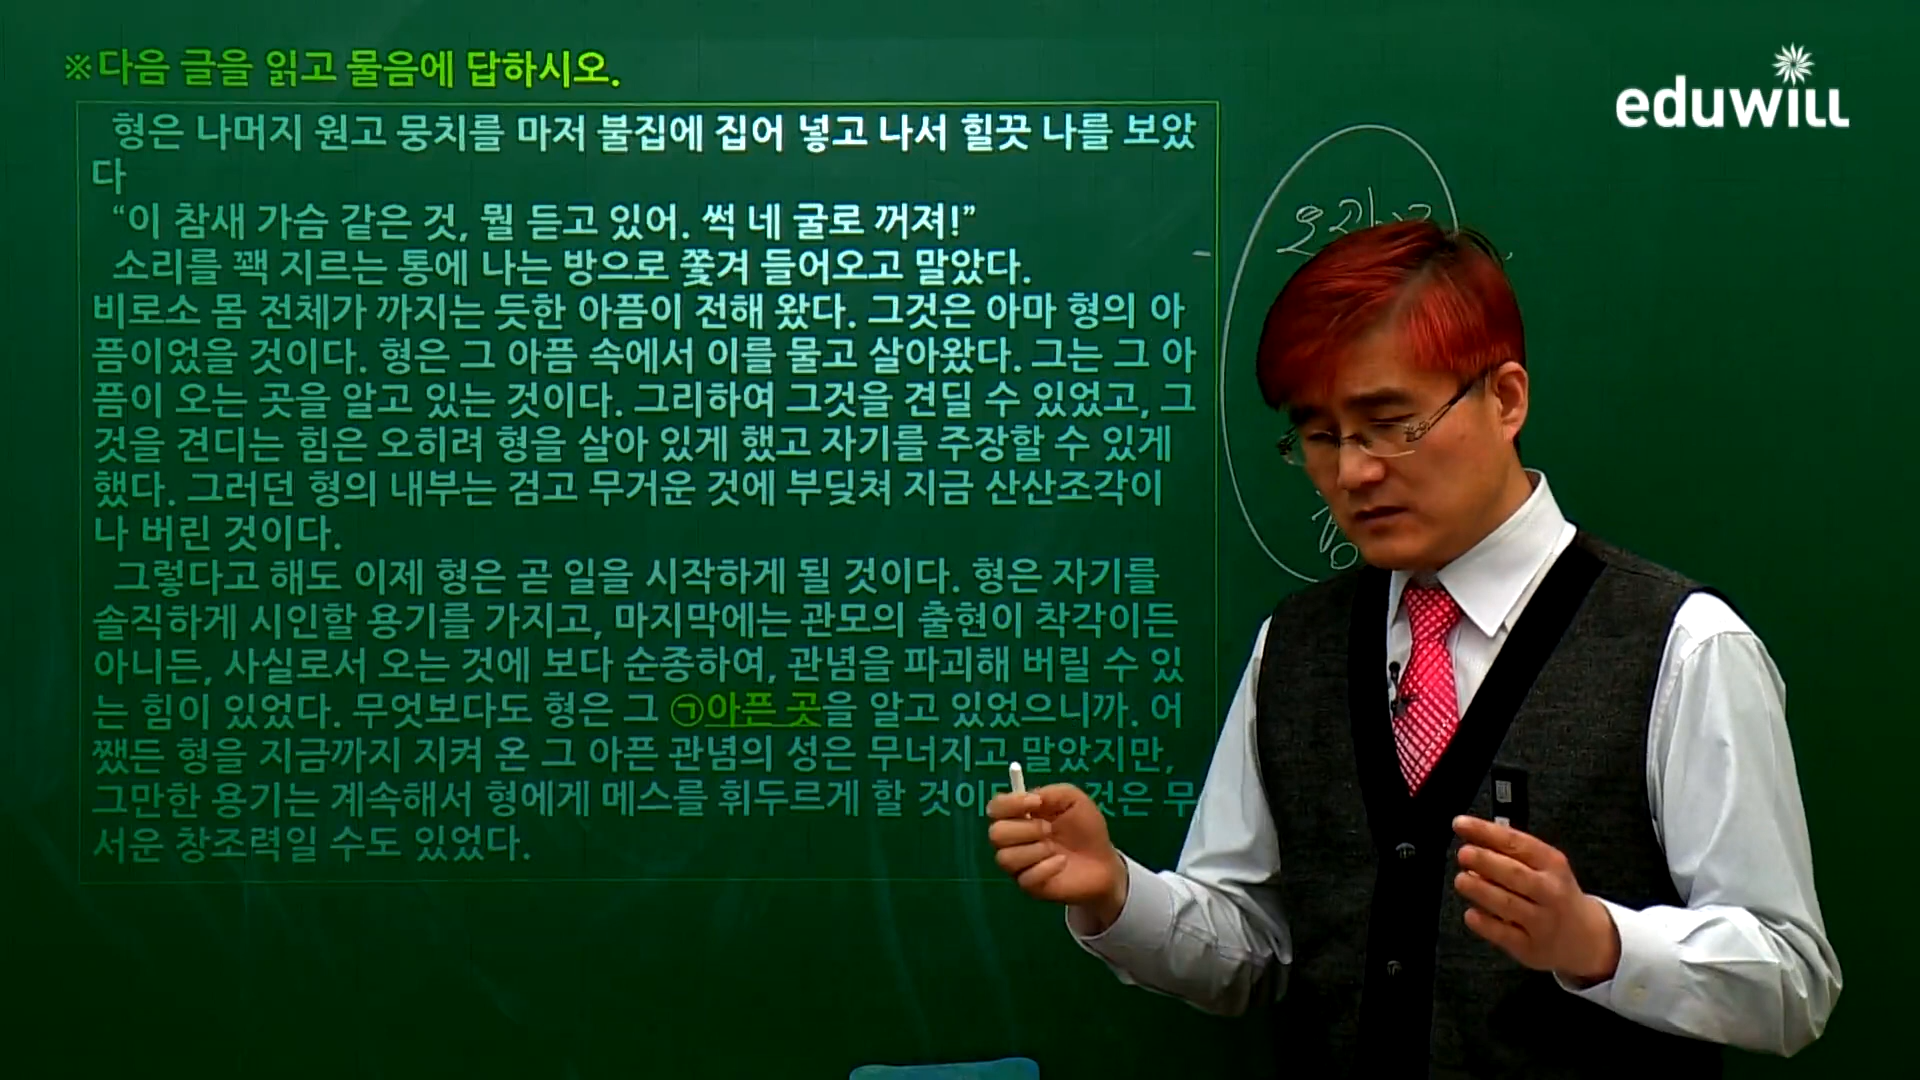 ※다음 글을 읽고 물음에 답하시오.
eduwill
형은 나머지 원고 뭉치를 마저 불집에 집어 넣고 나서 힐끗 나를 보았
다
“이 참새 가슴 같은 것, 뭘 듣고 있어. 썩 네 굴로 꺼져!”
소리를 꽥 지르는 통에 나는 방으로 쫓겨 들어오고 말았다.
비로소 몸 전체가 까지는 듯한 아픔이 전해 왔다. 그것은 아마 형의 아
픔이었을 것이다. 형은 그 아픔 속에서 이를 물고 살아왔다. 그는 그 아
픔이 오는 곳을 알고 있는 것이다. 그리하여 그것을 견딜 수 있었고, 그
것을 견디는 힘은 오히려 형을 살아 있게 했고 자기를 주장할 수 있게
했다. 그러던 형의 내부는 검고 무거운 것에 부딪쳐 지금 산산조각이
나 버린 것이다.
그렇다고 해도 이제 형은 곧 일을 시작하게 될 것이다. 형은 자기를
솔직하게 시인할 용기를 가지고, 마지막에는 관모의 출현이 착각이든
아니든, 사실로서 오는 것에 보다 순종하여, 관념을 파괴해 버릴 수 있
는 힘이 있었다. 무엇보다도 형은 그 ㉠아픈 곳을 알고 있었으니까. 어
쨌든 형을 지금까지 지켜 온 그 아픈 관념의 성은 무너지고 말았지만,
그만한 용기는 계속해서 형에게 메스를 휘두르게 할 것이 것은 무
서운 창조력일 수도 있었다.